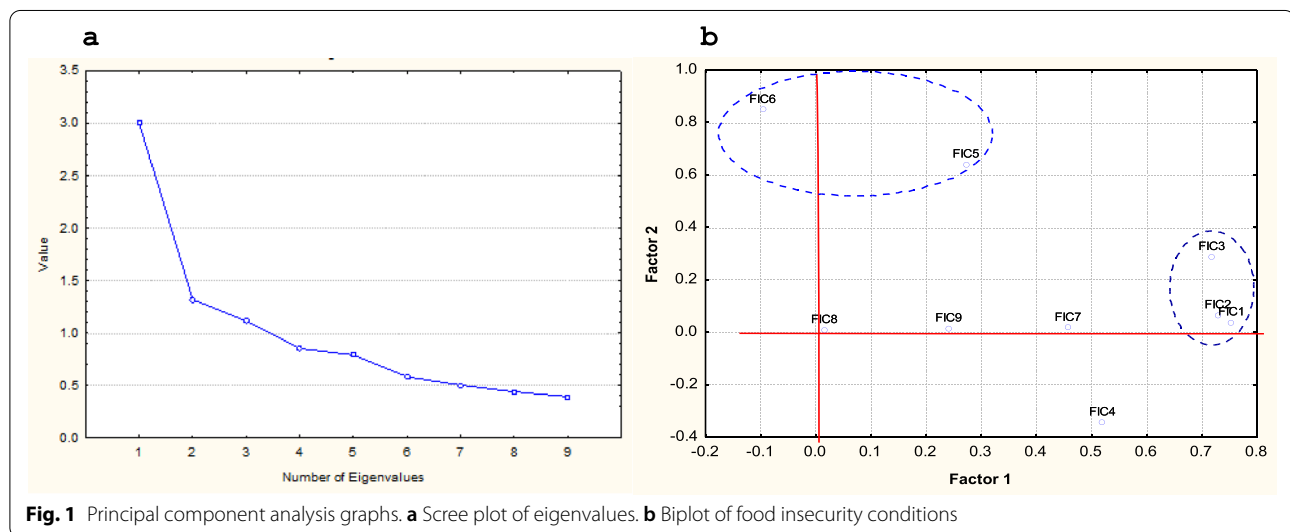 a
3.5
3.0
2.5
2.0
1.5
1.0
0.5
0.0
Value
1 2 3 4 5 6 7 8 9
Number of Eigenvalues
b
1.0
0.8
0.6
0.4
0.2
0.0
-0.2
-0.4
Factor 2
FIC6
FIC5
FIC3
FIC2
FIC1
FIC8
FIC9
FIC7
FIC4
-0.2 -0.1 0.0 0.1 0.2 0.3 0.4 0.5 0.6 0.7 0.8
Factor 1
Fig. 1 Principal component analysis graphs. a Scree plot of eigenvalues. b Biplot of food insecurity conditions